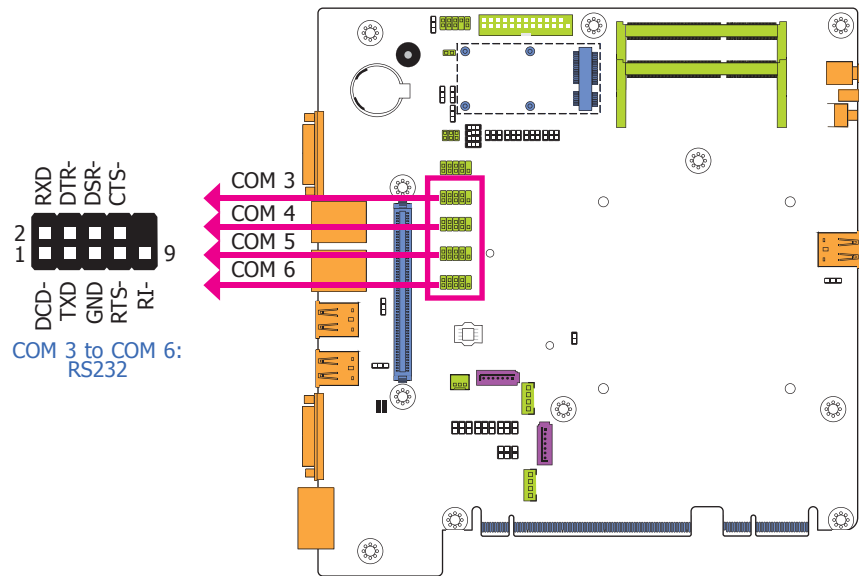 COM 3
COM 4
COM 5
COM 6
RXD
DTR-
DSR-
CTS-
2
1
9
DCD-
TXD
GND
RTS-
RI-
COM 3 to COM 6:
RS232